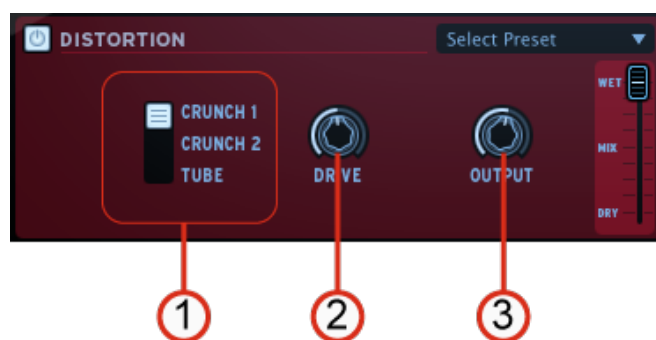 DISTORTION
Select Preset
CRUNCH 1
CRUNCH 2
TUBE
DRIVE
OUTPUT
WET
MIX
DRY
1
2
3